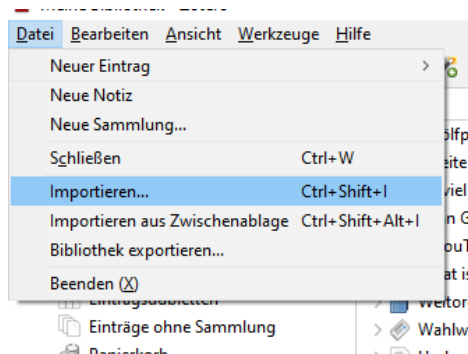 Datei Bearbeiten Ansicht Werkzeuge Hilfe
Neuer Eintrag
Neue Notiz
Neue Sammlung...
Schließen Ctrl+W
Importieren... Ctrl+Shift+I
Importieren aus Zwischenablage Ctrl+Shift+Alt+I
Bibliothek exportieren...
Beenden (X)
Einträge ohne Sammlung
Papierkorb